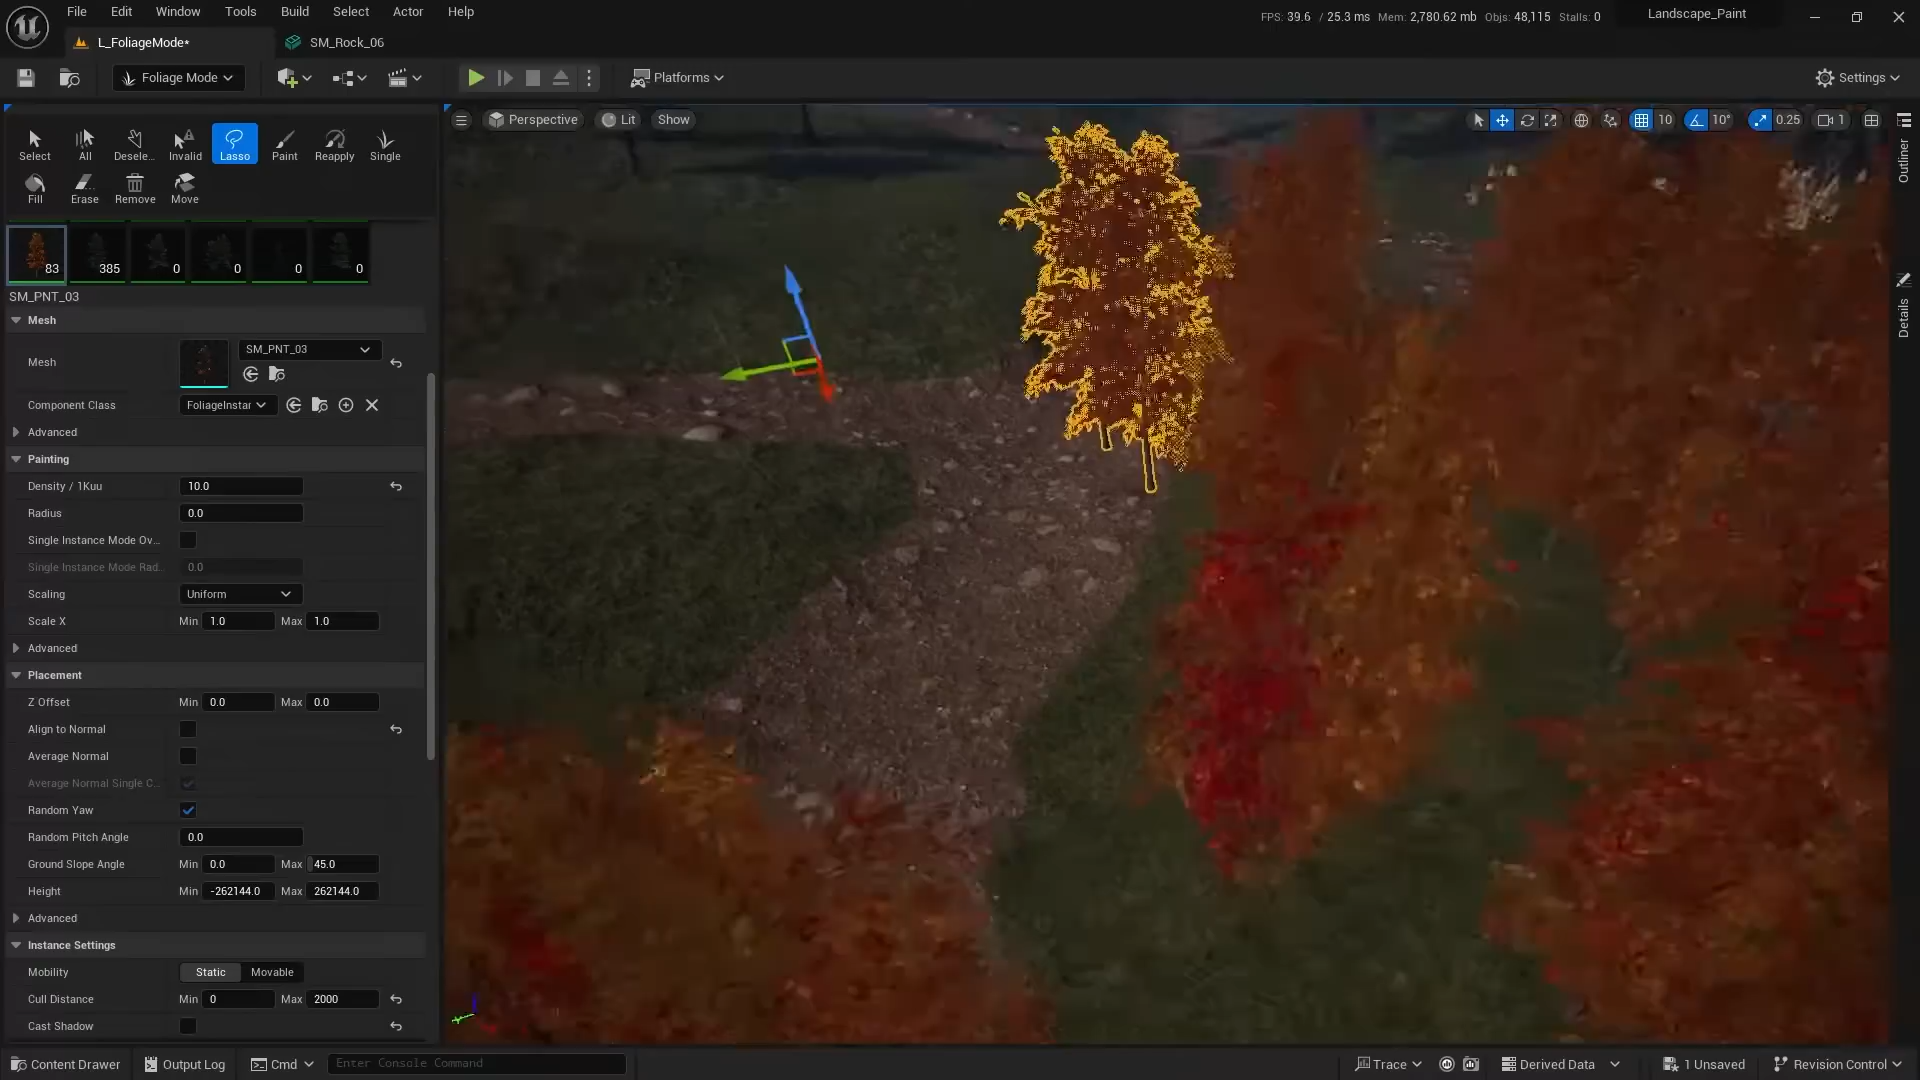 File Edit Window Tools Build Select Actor Help
FPS: 39.6 / 25.3 ms Mem: 2,780.62 mb Objs: 48,115 Stalls: 0
Landscape_Paint
L_FoliageMode*
SM_Rock_06
Foliage Mode
Platforms
Settings
Select All Desele... Invalid Lasso Paint Reapply Single
Fill Erase Remove Move
Perspective Lit Show
10 10° 0.25 1
Outliner
Details
83 385 0 0 0 0
SM_PNT_03
Mesh
Mesh SM_PNT_03
Component Class FoliageInstar
Advanced
Painting
Density / 1Kuu 10.0
Radius 0.0
Single Instance Mode Ov...
Single Instance Mode Rad... 0.0
Scaling Uniform
Scale X Min 1.0 Max 1.0
Advanced
Placement
Z Offset Min 0.0 Max 0.0
Align to Normal
Average Normal
Average Normal Single C...
Random Yaw
Random Pitch Angle 0.0
Ground Slope Angle Min 0.0 Max 45.0
Height Min -262144.0 Max 262144.0
Advanced
Instance Settings
Mobility Static Movable
Cull Distance Min 0 Max 2000
Cast Shadow
Content Drawer Output Log Cmd Enter Console Command
Trace Derived Data 1 Unsaved Revision Control